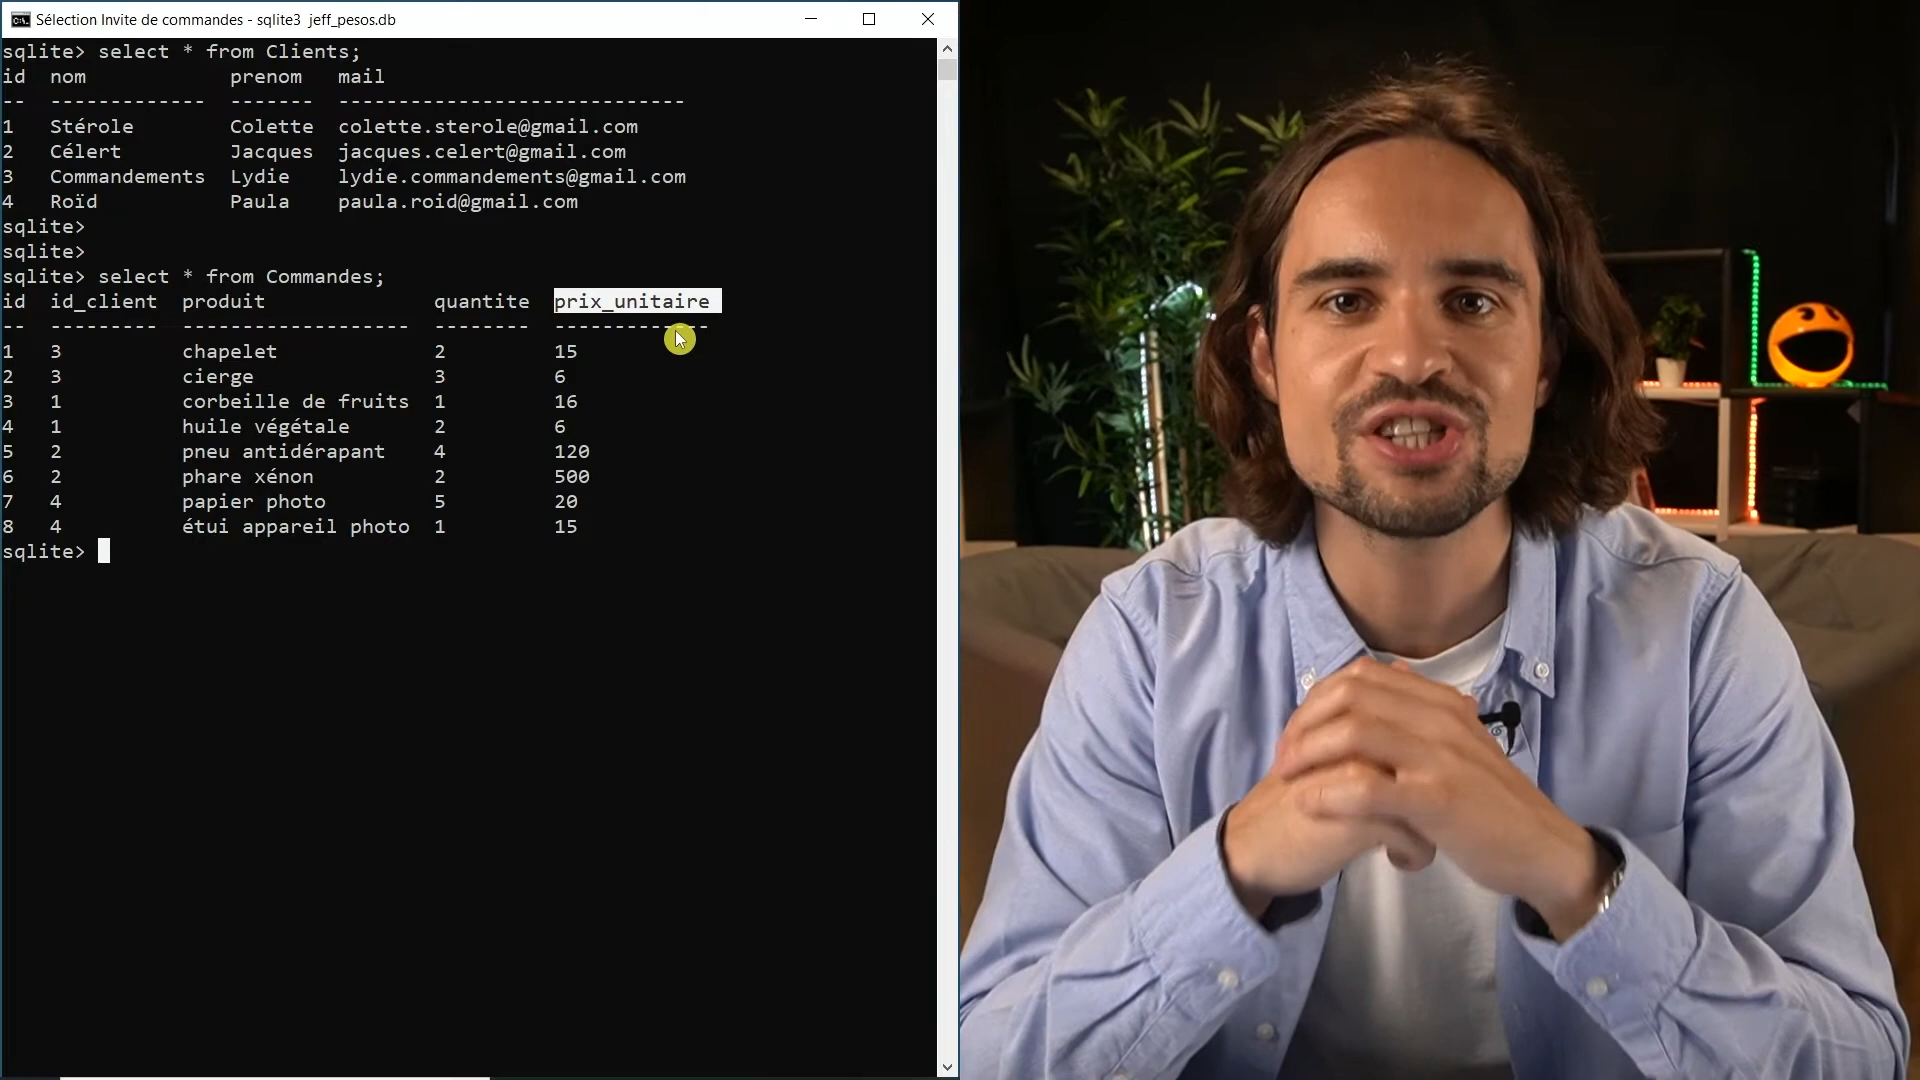 Sélection Invite de commandes - sqlite3 jeff_pesos.db
sqlite> select * from Clients;
id nom prenom mail
-- ------------- ------- -----------------------------
1 Stérole Colette colette.sterole@gmail.com
2 Célert Jacques jacques.celert@gmail.com
3 Commandements Lydie lydie.commandements@gmail.com
4 Roïd Paula paula.roid@gmail.com
sqlite>
sqlite>
sqlite> select * from Commandes;
id id_client produit quantite prix_unitaire
-- --------- ------------------- -------- -------------
1 3 chapelet 2 15
2 3 cierge 3 6
3 1 corbeille de fruits 1 16
4 1 huile végétale 2 6
5 2 pneu antidérapant 4 120
6 2 phare xénon 2 500
7 4 papier photo 5 20
8 4 étui appareil photo 1 15
sqlite>